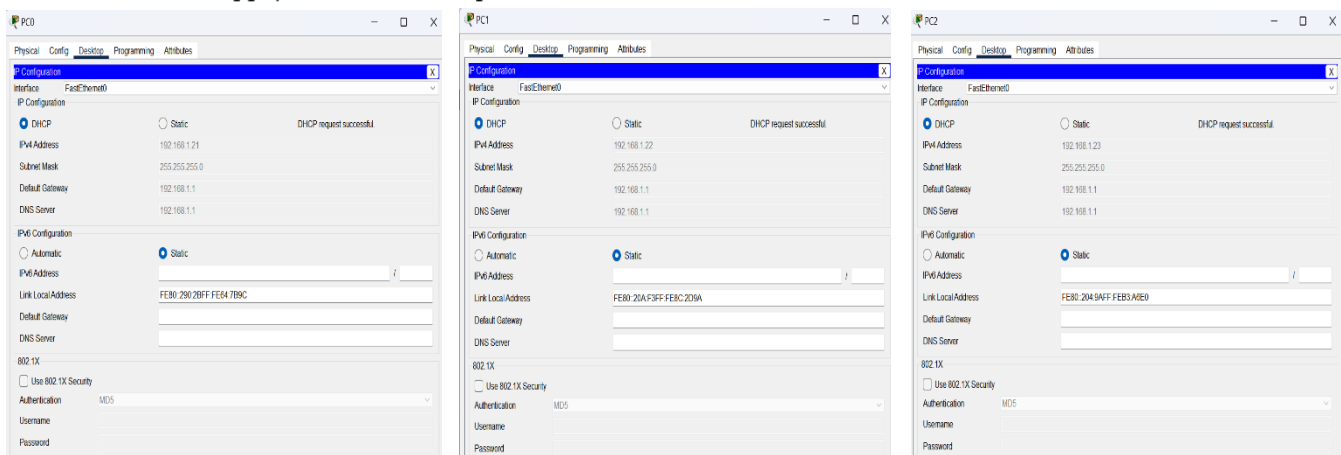 PC0
Physical Config Desktop Programming Attributes
IP Configuration X
Interface FastEthernet0
IP Configuration
DHCP Static DHCP request successful.
IPv4 Address 192.168.1.21
Subnet Mask 255.255.255.0
Default Gateway 192.168.1.1
DNS Server 192.168.1.1
IPv6 Configuration
Automatic Static
IPv6 Address /
Link Local Address FE80::290:2BFF:FE64:7B9C
Default Gateway
DNS Server
802.1X
Use 802.1X Security
Authentication MD5
Username
Password
PC1
Physical Config Desktop Programming Attributes
IP Configuration X
Interface FastEthernet0
IP Configuration
DHCP Static DHCP request successful.
IPv4 Address 192.168.1.22
Subnet Mask 255.255.255.0
Default Gateway 192.168.1.1
DNS Server 192.168.1.1
IPv6 Configuration
Automatic Static
IPv6 Address /
Link Local Address FE80::20A:F3FF:FE8C:2D9A
Default Gateway
DNS Server
802.1X
Use 802.1X Security
Authentication MD5
Username
Password
PC2
Physical Config Desktop Programming Attributes
IP Configuration X
Interface FastEthernet0
IP Configuration
DHCP Static DHCP request successful.
IPv4 Address 192.168.1.23
Subnet Mask 255.255.255.0
Default Gateway 192.168.1.1
DNS Server 192.168.1.1
IPv6 Configuration
Automatic Static
IPv6 Address /
Link Local Address FE80::204:9AFF:FEB3:A6E0
Default Gateway
DNS Server
802.1X
Use 802.1X Security
Authentication MD5
Username
Password